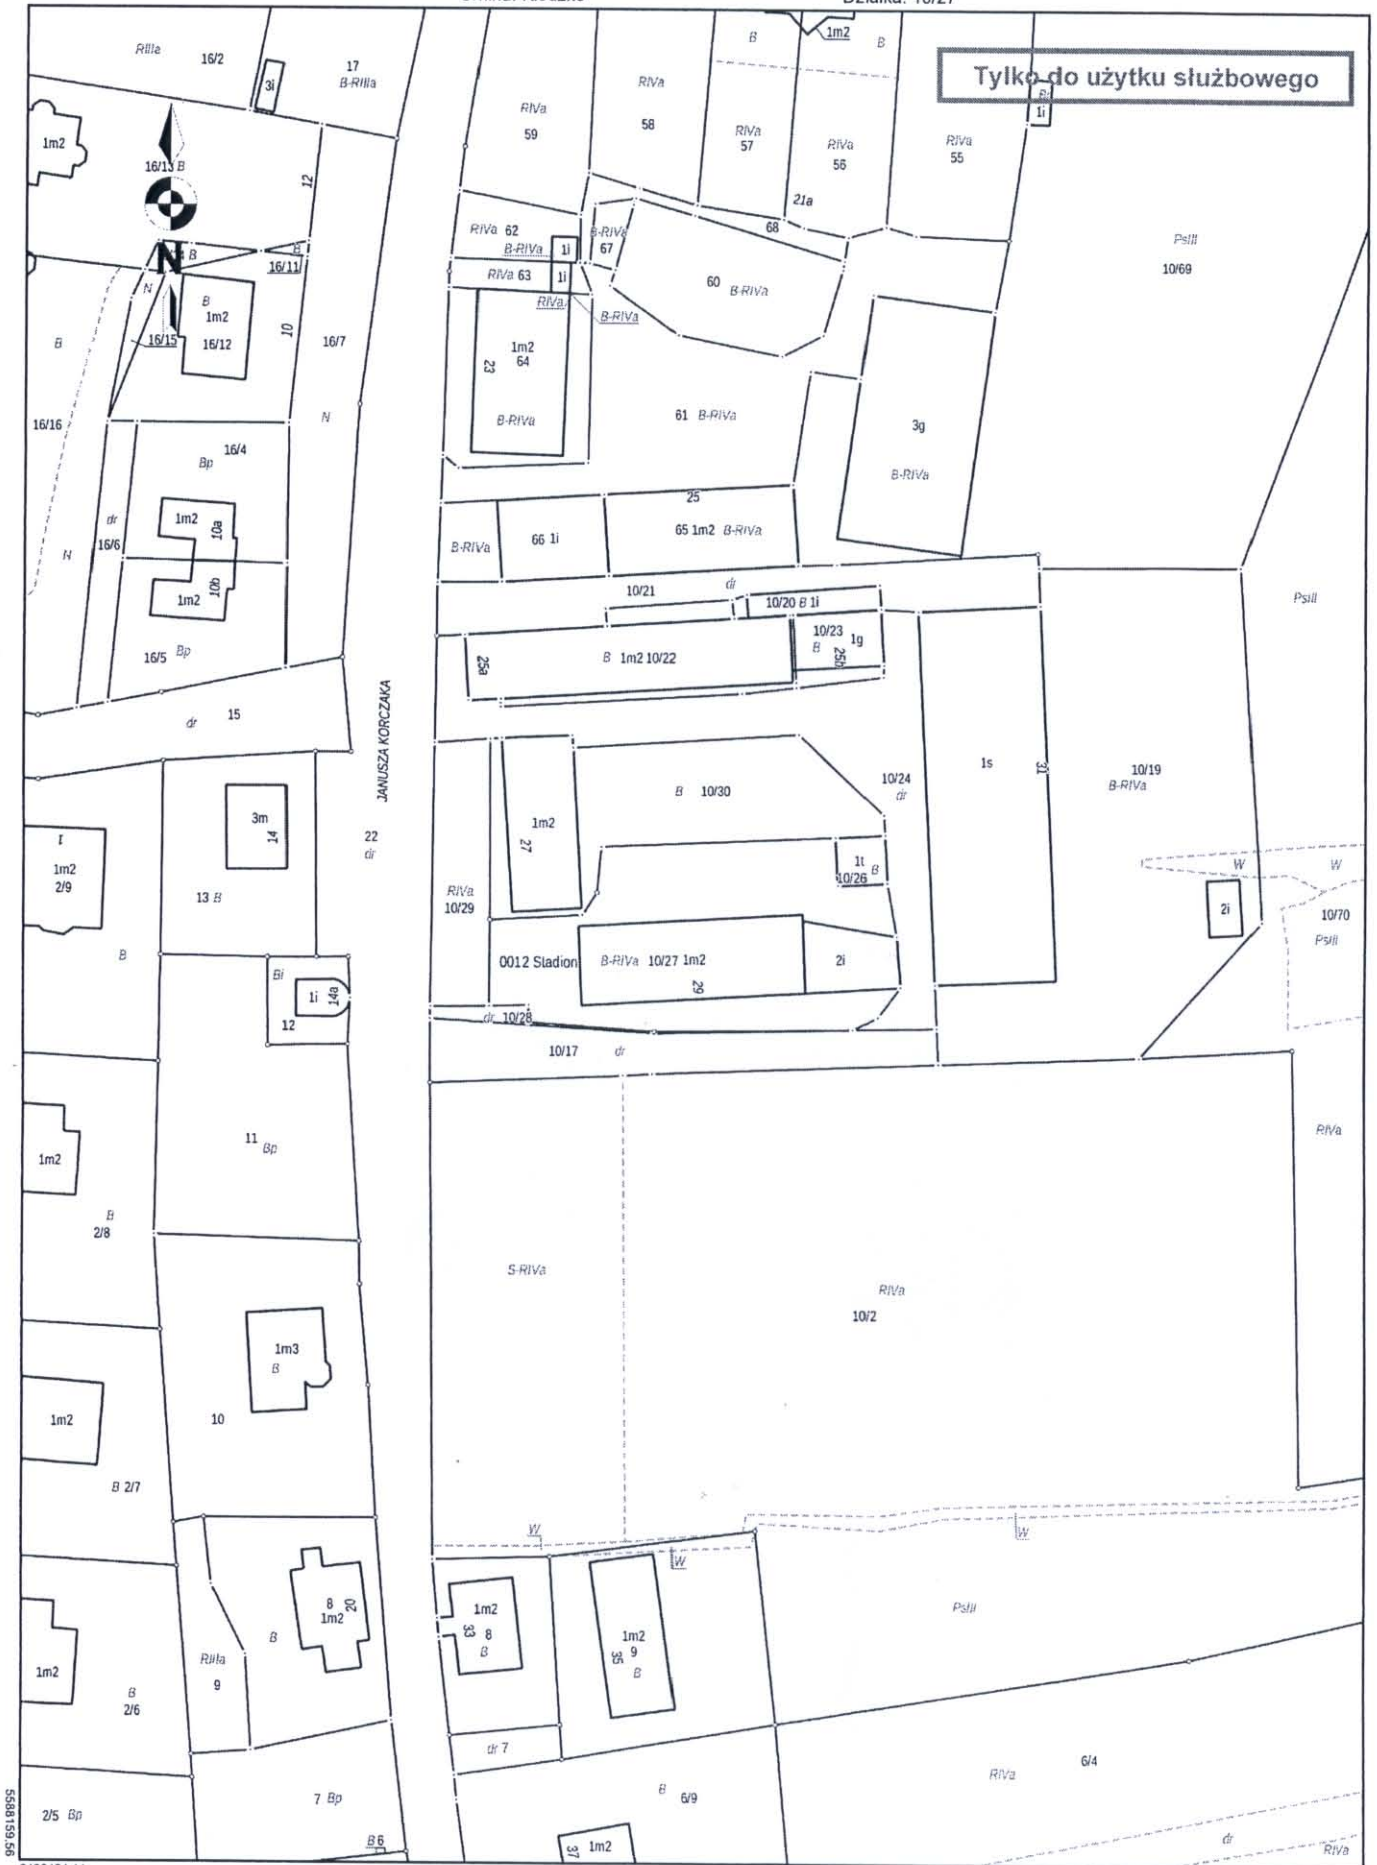 Działka: 10/27
Tylko do użytku służbowego
RIIIa 16/2
3i
17
B-RIIIa
RIVa
59
RIVa
58
B
RIVa
57
1m2
B
RIVa
56
RIVa
55
1i
1m2
16/13 B
12
N
B
16/11
B
N
16/15
B
1m2
16/12
10
16/7
N
B
16/16
N
21a
68
RIVa 62
B-RIVa
1i
RIVa 63
1i
RIVa
B-RIVa
B-RIVa
67
60 B-RIVa
PsIII
10/69
1m2
64
23
B-RIVa
61 B-RIVa
3g
B-RIVa
16/4
Bp
1m2
10a
dr
16/6
10b
1m2
16/5 Bp
B-RIVa
66 1i
25
65 1m2 B-RIVa
10/21
dr
10/20 B 1i
10/23
B
1g
25b
25a
B 1m2 10/22
PsIII
dr 15
JANUSZA KORCZAKA
22
dr
3m
14
13 B
1
1m2
2/9
B
1m2
27
B 10/30
10/24
dr
1s
31
10/19
B-RIVa
RIVa
10/29
1t
10/26 B
W
W
2i
10/70
PsIII
0012 Stadion
B-RIVa 10/27 1m2
29
2i
Bi
1i
14a
12
dr 10/28
10/17 dr
11 Bp
1m2
B
2/8
RIVa
S-RIVa
RIVa
10/2
1m3
B
10
1m2
B 2/7
W
W
W
8
1m2
20
B
RIIIa
9
1m2
B
2/6
1m2
33
8
B
1m2
9
35
B
PsIII
dr 7
7 Bp
B 6
2/5 Bp
B 6/9
37
1m2
RIVa
6/4
dr
RIVa
5588159.56